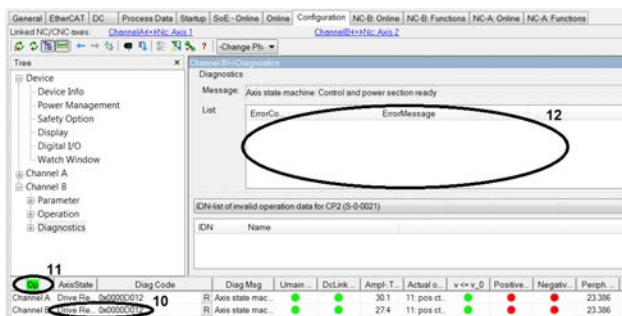 General EtherCAT DC Process Data Startup SoE - Online Online Configuration NC-B: Online NC-B: Functions NC-A: Online NC-A: Functions
Linked NC/CNC axes: ChannelA<->Nc: Axis 1 ChannelB<->Nc: Axis 2
? -Change Ph.
Tree × Channel B>>Diagnostics
Device Diagnostics
Device Info Message: Axis state machine: Control and power section ready
Power Management
Safety Option List ErrorCo... ErrorMessage 12
Display
Digital I/O
Watch Window
Channel A
Channel B
Parameter
Operation IDN-list of invalid operation data for CP2 (S-0-0021)
Diagnostics IDN Name
11
Op AxisState Diag Code Diag Msg Umain... DcLink... Ampl-T... Actual o... v <= v_0 Positive... Negativ... Periph...
Channel A Drive Re... 0x0000D012 10 R Axis state mac... 30.1 11: pos ct... 23.386
Channel B Drive Re... 0x0000D012 R Axis state mac... 27.4 11: pos ct... 23.386